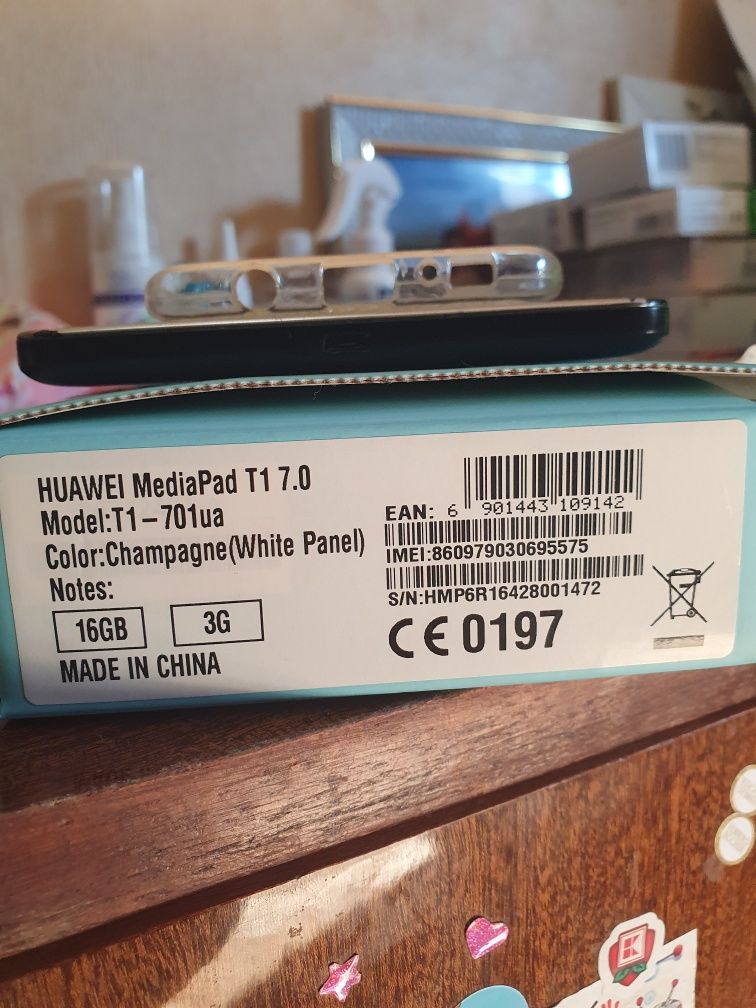 HUAWEI MediaPad T1 7.0
Model:T1-701ua
Color:Champagne(White Panel)
Notes:
16GB 3G
MADE IN CHINA
EAN: 6 901443 109142
IMEI:860979030695575
S/N:HMP6R16428001472
CE 0197
K